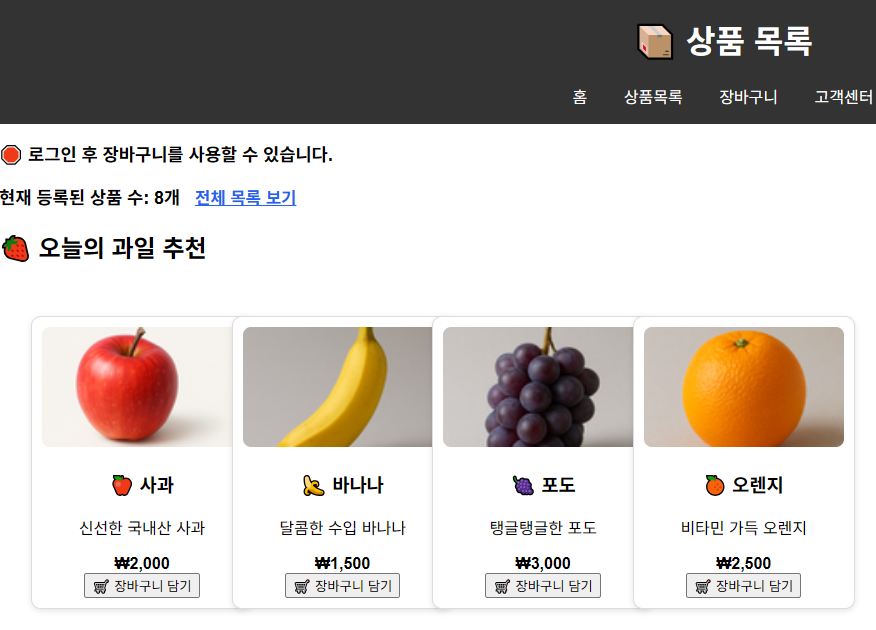 📦 상품 목록
홈 상품목록 장바구니 고객센터
🛑 로그인 후 장바구니를 사용할 수 있습니다.
현재 등록된 상품 수: 8개 전체 목록 보기
🍓 오늘의 과일 추천
🍎 사과
신선한 국내산 사과
₩2,000
🛒 장바구니 담기
🍌 바나나
달콤한 수입 바나나
₩1,500
🛒 장바구니 담기
🍇 포도
탱글탱글한 포도
₩3,000
🛒 장바구니 담기
🍊 오렌지
비타민 가득 오렌지
₩2,500
🛒 장바구니 담기